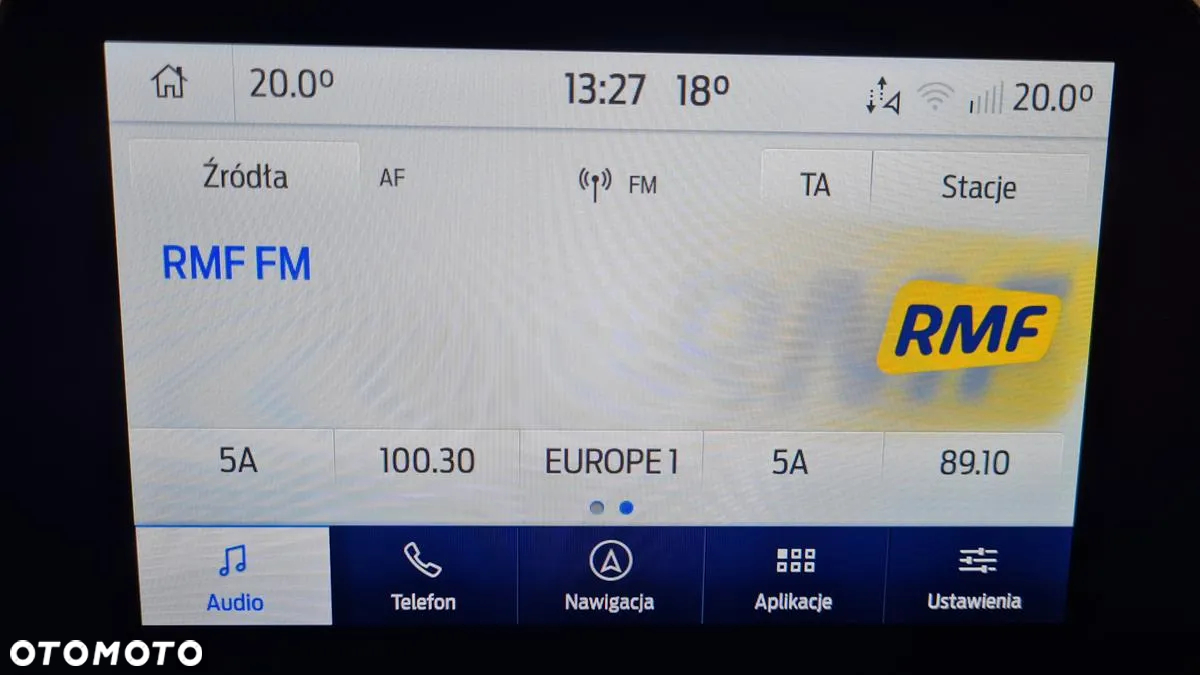 20.0° 13:27 18° 20.0°
Źródła AF FM TA Stacje
RMF FM
RMF
5A 100.30 EUROPE 1 5A 89.10
Audio Telefon Nawigacja Aplikacje Ustawienia
OTOMOTO